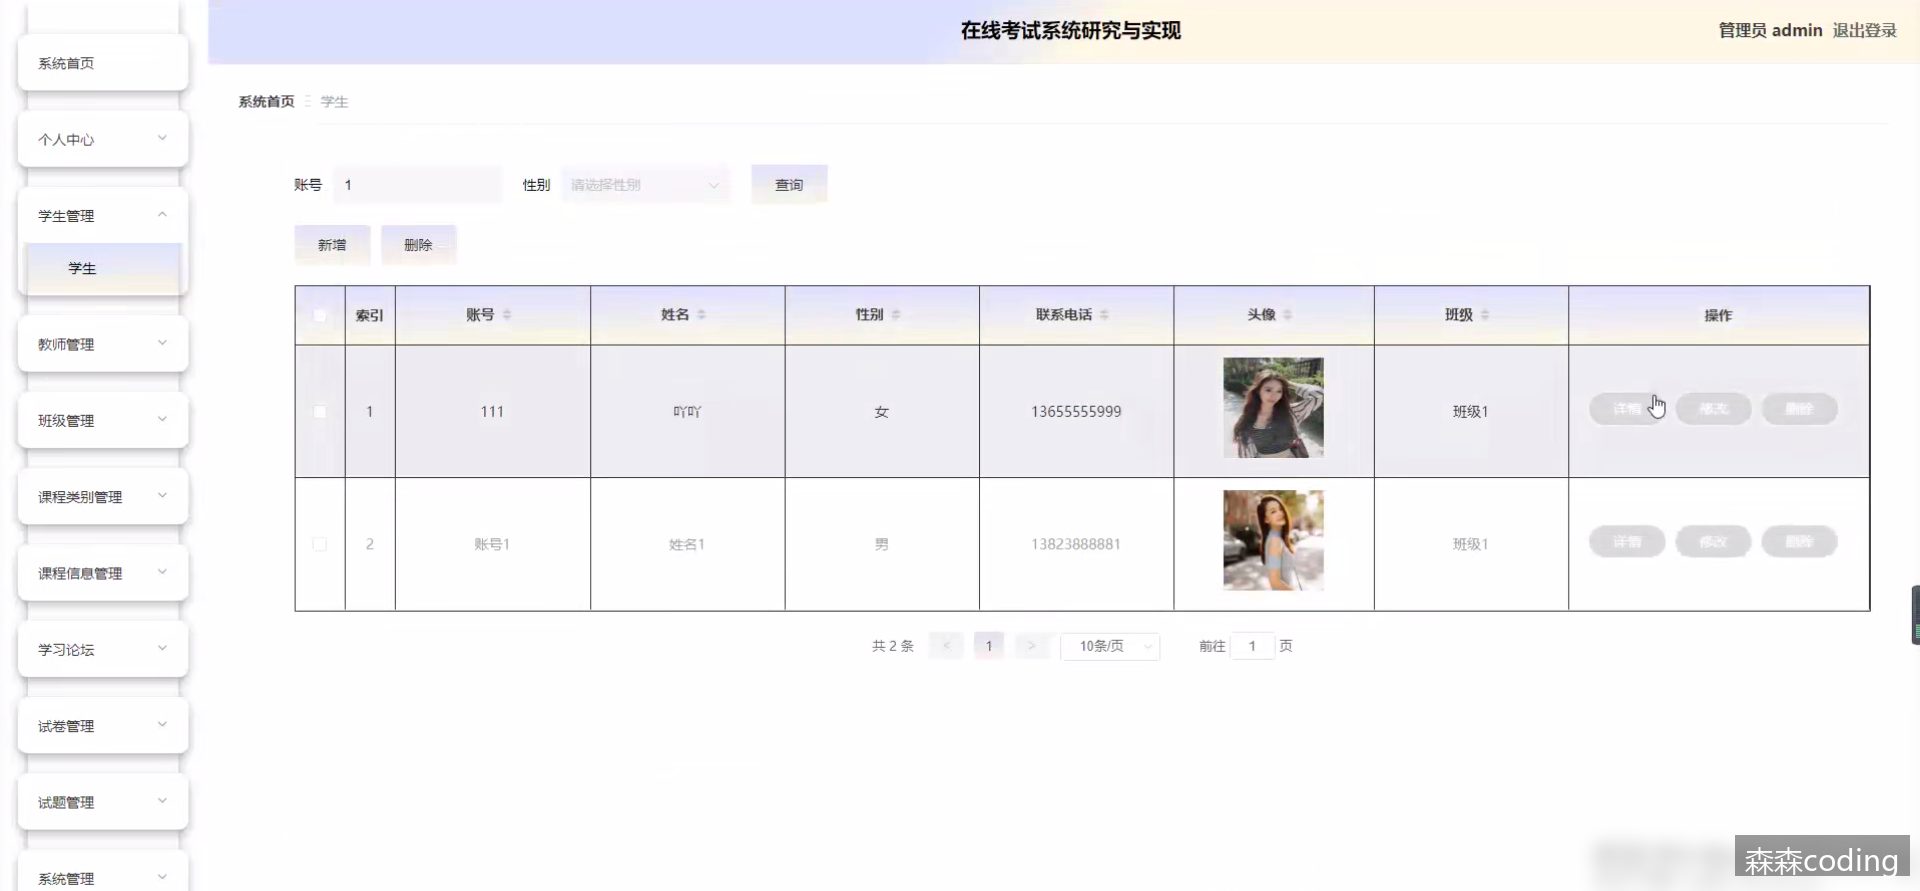 在线考试系统研究与实现
管理员 admin 退出登录
系统首页
个人中心
学生管理
学生
教师管理
班级管理
课程类别管理
课程信息管理
学习论坛
试卷管理
试题管理
系统管理
系统首页 学生
账号 1 性别 请选择性别 查询
新增 删除
索引 账号 姓名 性别 联系电话 头像 班级 操作
1 111 吖吖 女 13655555999 班级1 详情 修改 删除
2 账号1 姓名1 男 13823888881 班级1 详情 修改 删除
共 2 条 < 1 > 10条/页 前往 1 页
森森coding